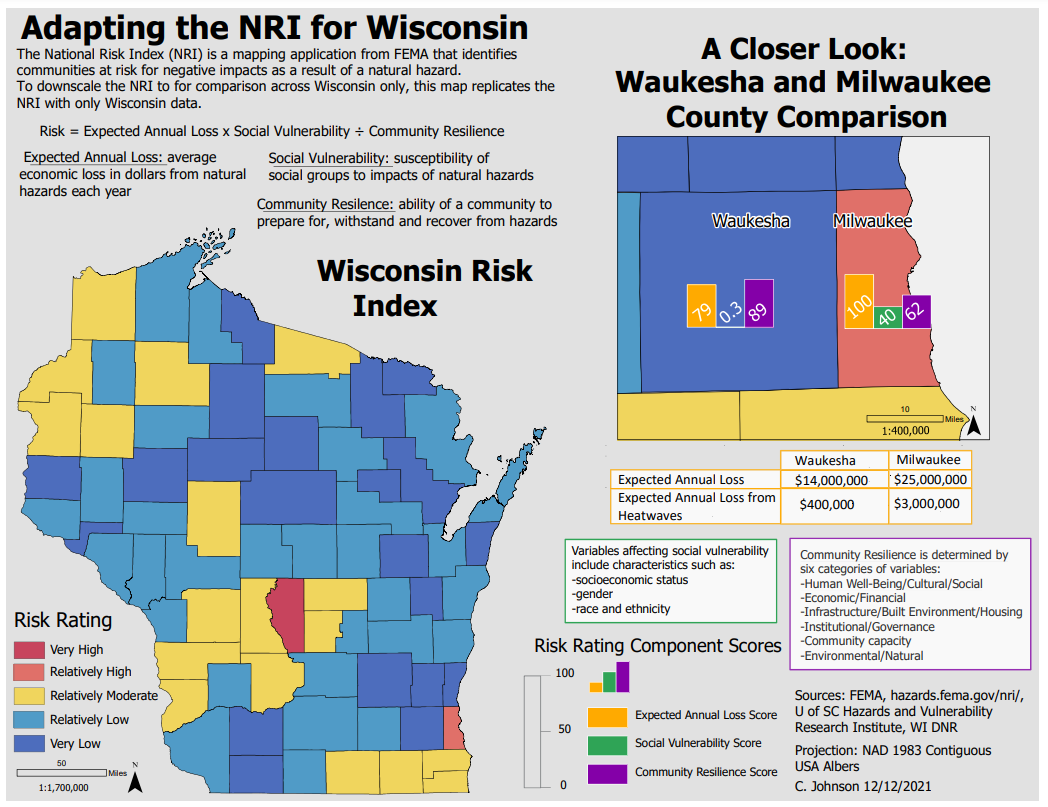 Adapting the NRI for Wisconsin
The National Risk Index (NRI) is a mapping application from FEMA that identifies
communities at risk for negative impacts as a result of a natural hazard.
To downscale the NRI to for comparison across Wisconsin only, this map replicates the
NRI with only Wisconsin data.
Risk = Expected Annual Loss x Social Vulnerability ÷ Community Resilience
Expected Annual Loss: average
economic loss in dollars from natural
hazards each year
Social Vulnerability: susceptibility of
social groups to impacts of natural hazards
Community Resilence: ability of a community to
prepare for, withstand and recover from hazards
Wisconsin Risk
Index
Risk Rating
Very High
Relatively High
Relatively Moderate
Relatively Low
Very Low
50
Miles
N
1:1,700,000
A Closer Look:
Waukesha and Milwaukee
County Comparison
Waukesha
Milwaukee
79
0.3
89
100
40
62
10
Miles
N
1:400,000
Waukesha Milwaukee
Expected Annual Loss $14,000,000 $25,000,000
Expected Annual Loss from
Heatwaves $400,000 $3,000,000
Variables affecting social vulnerability
include characteristics such as:
-socioeconomic status
-gender
-race and ethnicity
Community Resilience is determined by
six categories of variables:
-Human Well-Being/Cultural/Social
-Economic/Financial
-Infrastructure/Built Environment/Housing
-Institutional/Governance
-Community capacity
-Environmental/Natural
Risk Rating Component Scores
100
50
0
Expected Annual Loss Score
Social Vulnerability Score
Community Resilience Score
Sources: FEMA, hazards.fema.gov/nri/,
U of SC Hazards and Vulnerability
Research Institute, WI DNR
Projection: NAD 1983 Contiguous
USA Albers
C. Johnson 12/12/2021